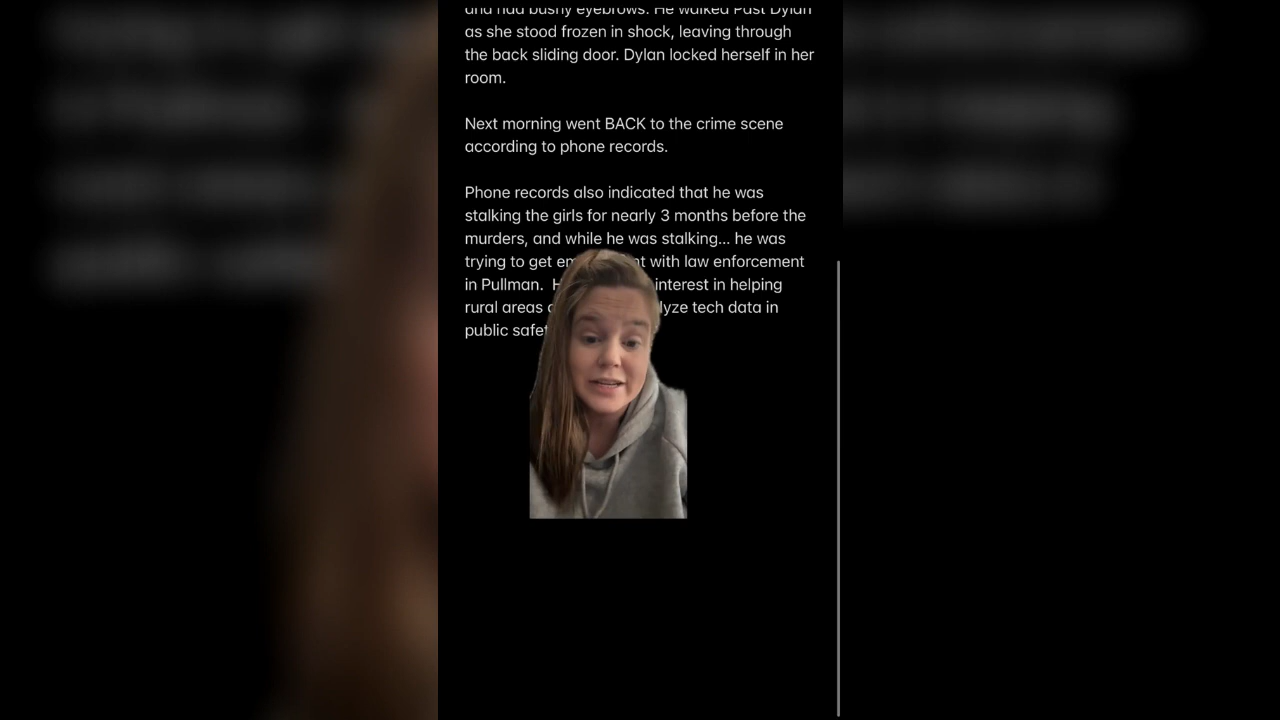 and had bushy eyebrows. He walked Past Dylan
as she stood frozen in shock, leaving through
the back sliding door. Dylan locked herself in her
room.
Next morning went BACK to the crime scene
according to phone records.
Phone records also indicated that he was
stalking the girls for nearly 3 months before the
murders, and while he was stalking... he was
trying to get with law enforcement
in Pullman. interest in helping
rural areas tech data in
public